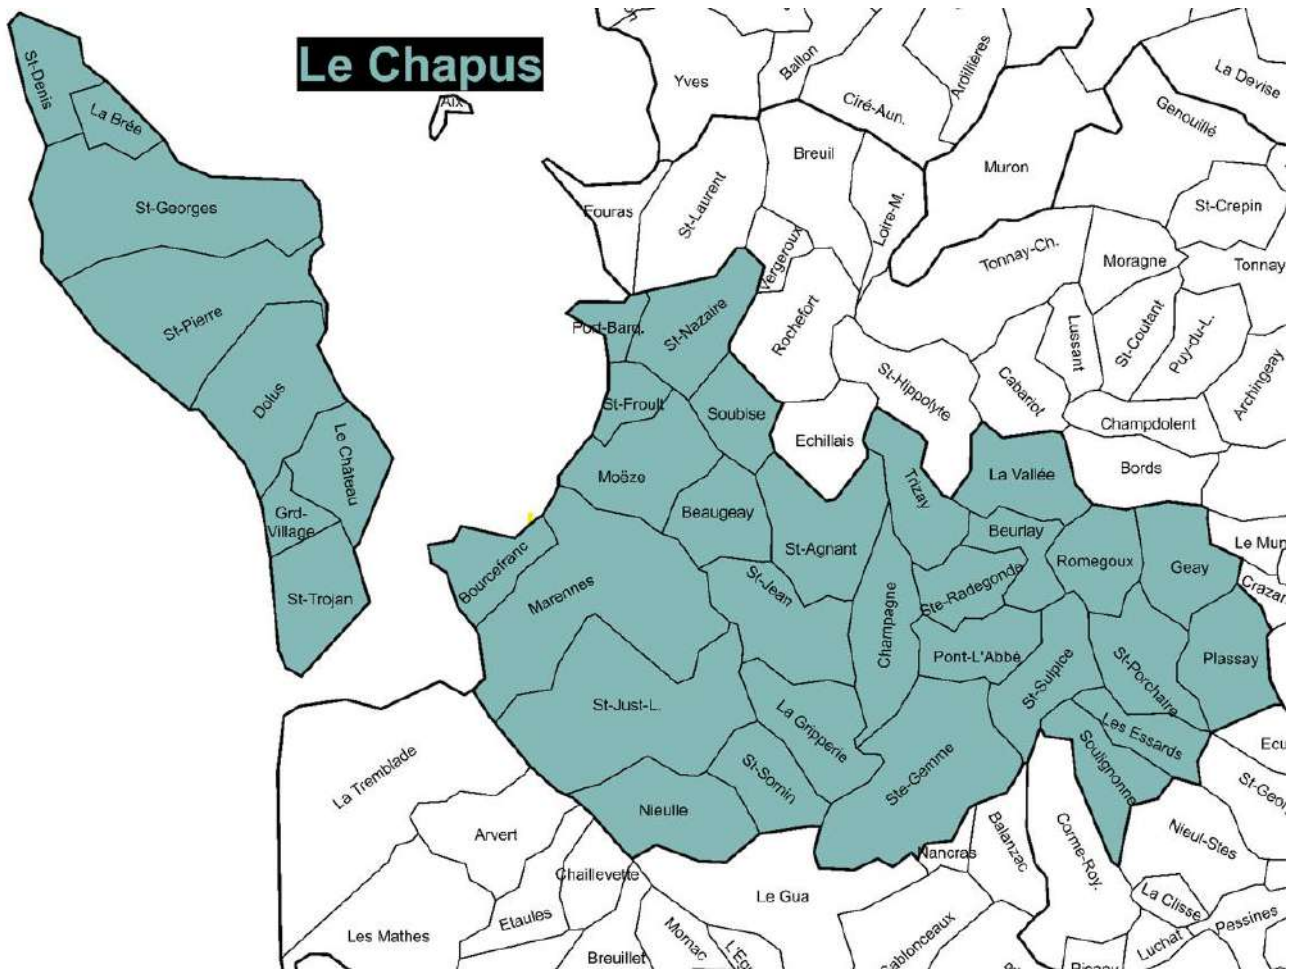 Le Chapus
St-Denis
La Brée
St-Georges
St-Pierre
Dolus
Le Château
Grd-
Village
St-Trojan
Aix
Yves
Ballon
Ciré-Aun.
Ardillières
La Devise
Genouillé
Muron
Breuil
Loire-M.
St-Laurent
Fouras
Vergeroux
Rochefort
St-Crepin
Tonnay-Ch.
Moragne
Tonnay
Lussant
St-Coutant
Puy-du-L.
Archingeay
Cabariot
St-Hippolyte
Champdolent
Bords
Echillais
Port-Barq.
St-Nazaire
St-Froult
Soubise
Moëze
Beaugeay
St-Agnant
Trizay
La Vallée
Beurlay
Romegoux
Geay
Le Mun
Crazan
Bourcefranc
Marennes
St-Jean
Champagne
Ste-Radegonde
Pont-L'Abbé
St-Sulpice
St-Porchaire
Plassay
St-Just-L.
La Gripperie
St-Sornin
Ste-Gemme
Les Essards
Soulignonne
Nieulle
Ecu
St-Geor
La Tremblade
Arvert
Chaillevette
Etaules
Les Mathes
Breuillet
Mornac
L'Eg
Le Gua
Sablonceaux
Nancras
Balanzac
Corme-Roy.
Nieul-Stes
La Clisse
Luchat
Pessines